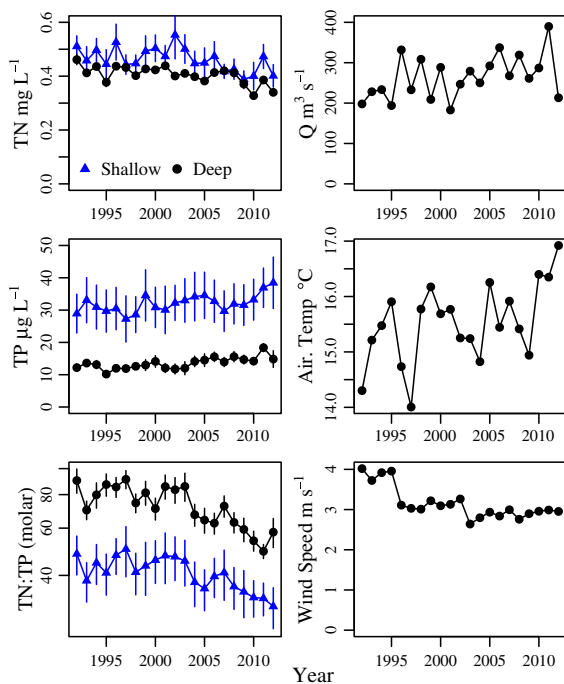 0.6
0.4
0.2
0.0
TN mg L⁻¹
Shallow
Deep
1995 2000 2005 2010
400
300
200
100
0
Q m³ s⁻¹
1995 2000 2005 2010
50
40
30
20
10
0
TP µg L⁻¹
1995 2000 2005 2010
17.0
16.0
15.0
14.0
Air. Temp °C
1995 2000 2005 2010
80
60
40
TN:TP (molar)
1995 2000 2005 2010
4
3
2
1
0
Wind Speed m s⁻¹
1995 2000 2005 2010
Year